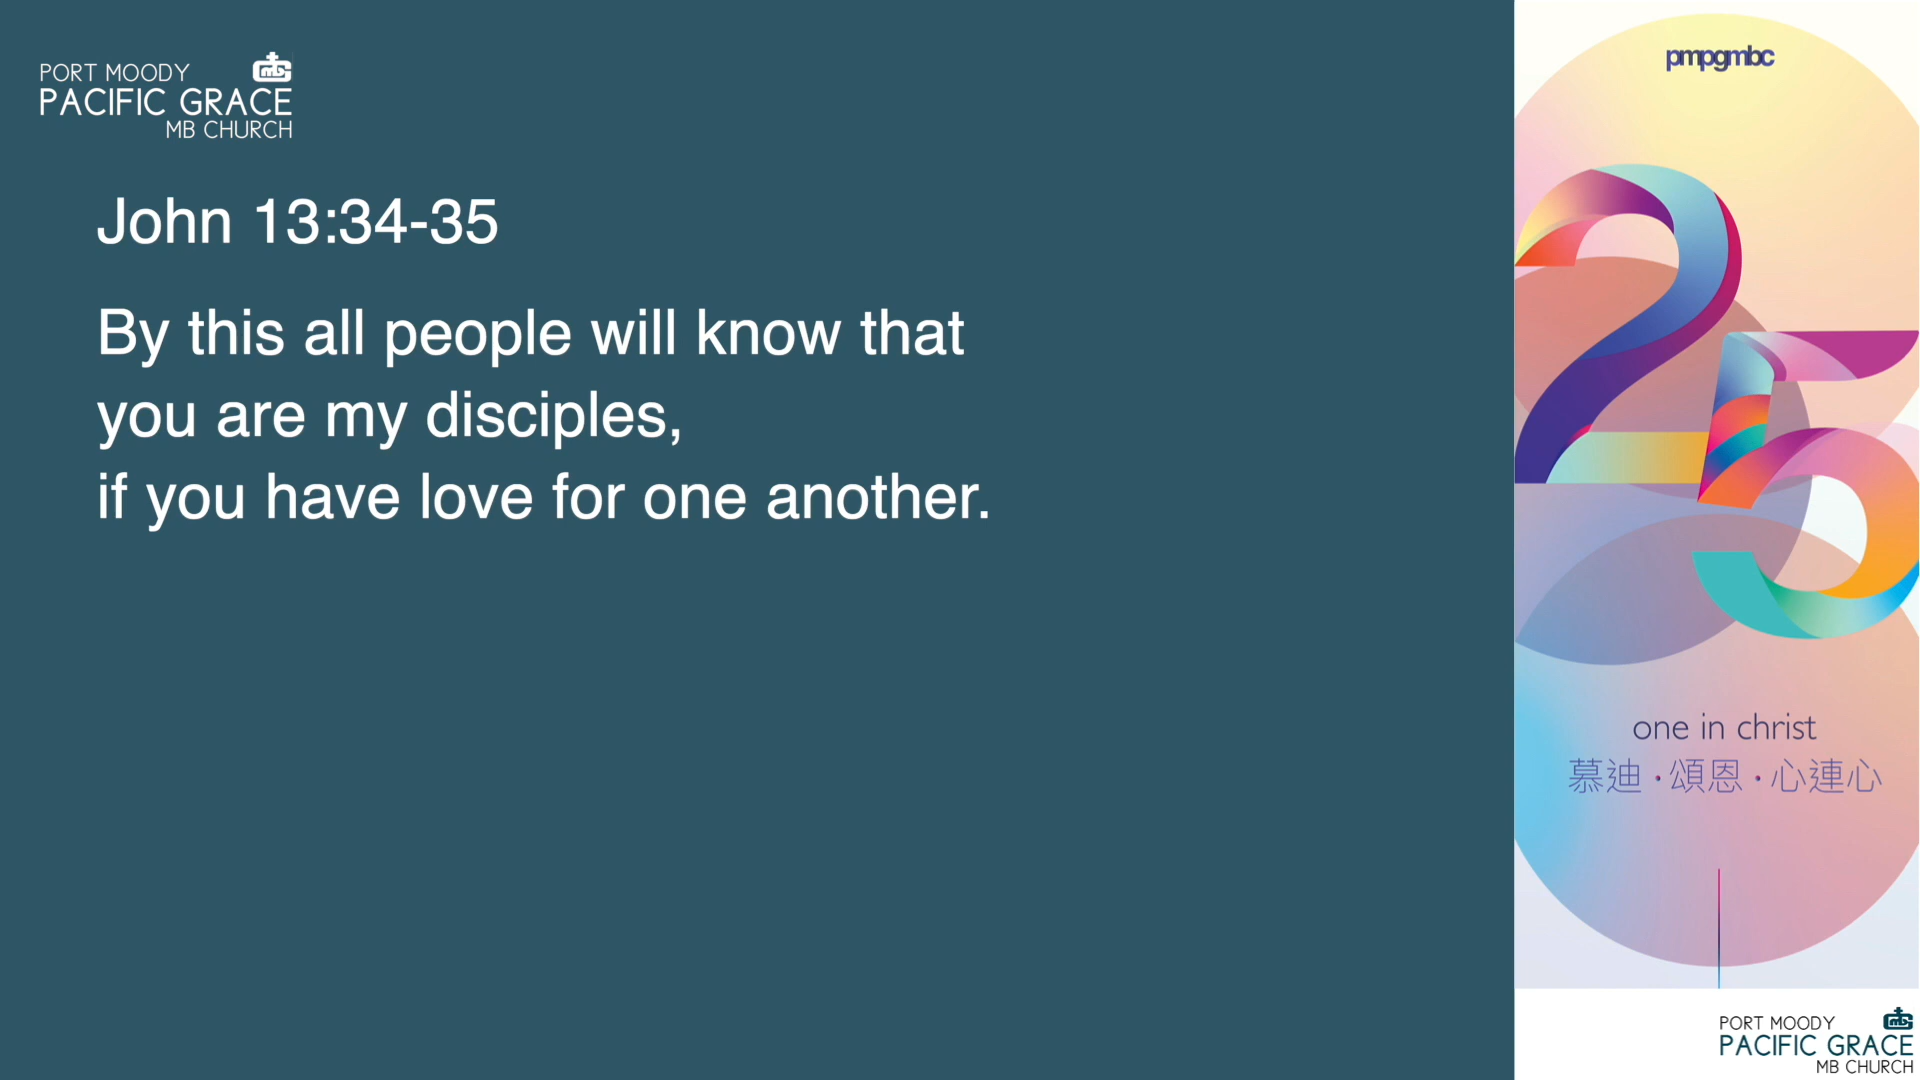 PORT MOODY
PACIFIC GRACE
MB CHURCH
John 13:34-35
By this all people will know that
you are my disciples,
if you have love for one another.
pmpgmbc
25
one in christ
慕迪·頌恩·心連心
PORT MOODY
PACIFIC GRACE
MB CHURCH